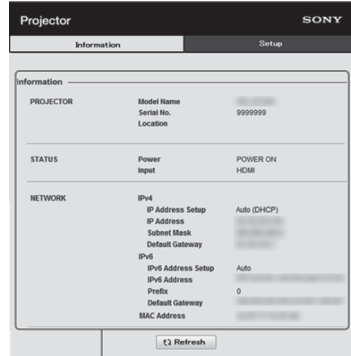 Projector SONY
Information Setup
Information
PROJECTOR Model Name
Serial No. 9999999
Location
STATUS Power POWER ON
Input HDMI
NETWORK IPv4
IP Address Setup Auto (DHCP)
IP Address
Subnet Mask
Default Gateway
IPv6
IPv6 Address Setup Auto
IPv6 Address
Prefix 0
Default Gateway
MAC Address
Refresh